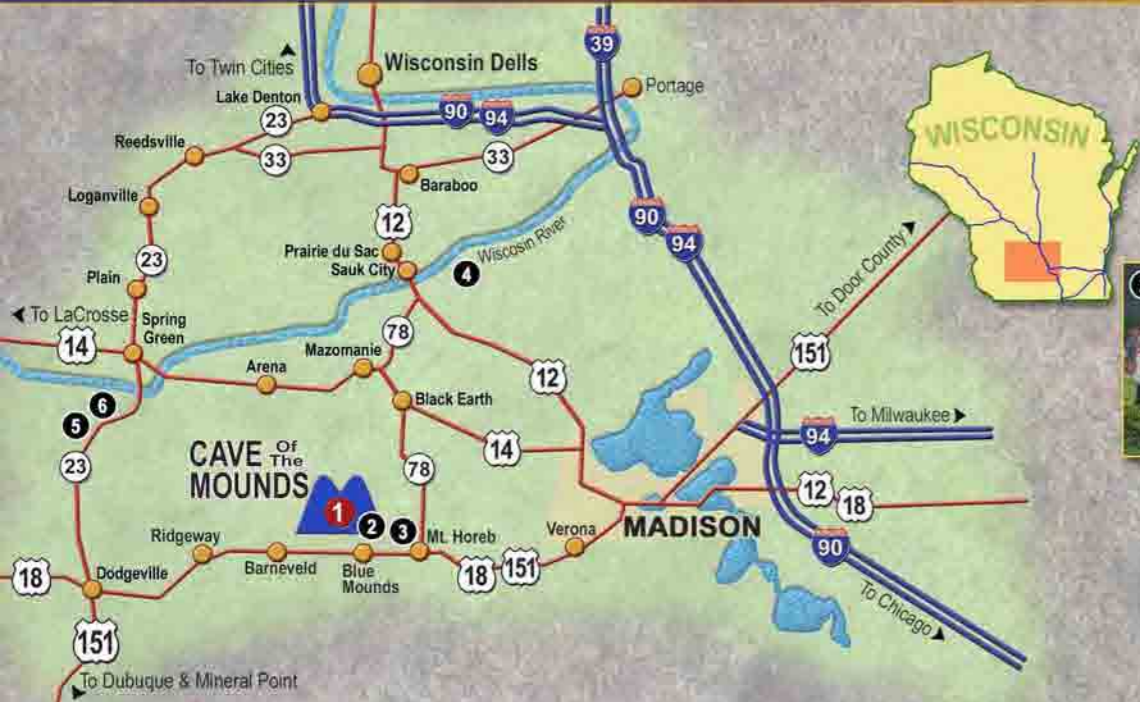 39
To Twin Cities
Wisconsin Dells
Portage
Lake Denton
90
94
23
Reedsville
33
33
Baraboo
WISCONSIN
Loganville
12
90
94
Prairie du Sac
Sauk City
Wiscosin River
4
23
Plain
To Door County
To LaCrosse
14
Spring
Green
78
Mazomanie
151
Arena
12
Black Earth
6
5
To Milwaukee
94
14
23
CAVE Of
The
MOUNDS
78
1
2
3
12
18
Ridgeway
Mt. Horeb
Verona
MADISON
90
Barneveld
Blue
Mounds
18
151
18
Dodgeville
To Chicago
151
To Dubuque & Mineral Point